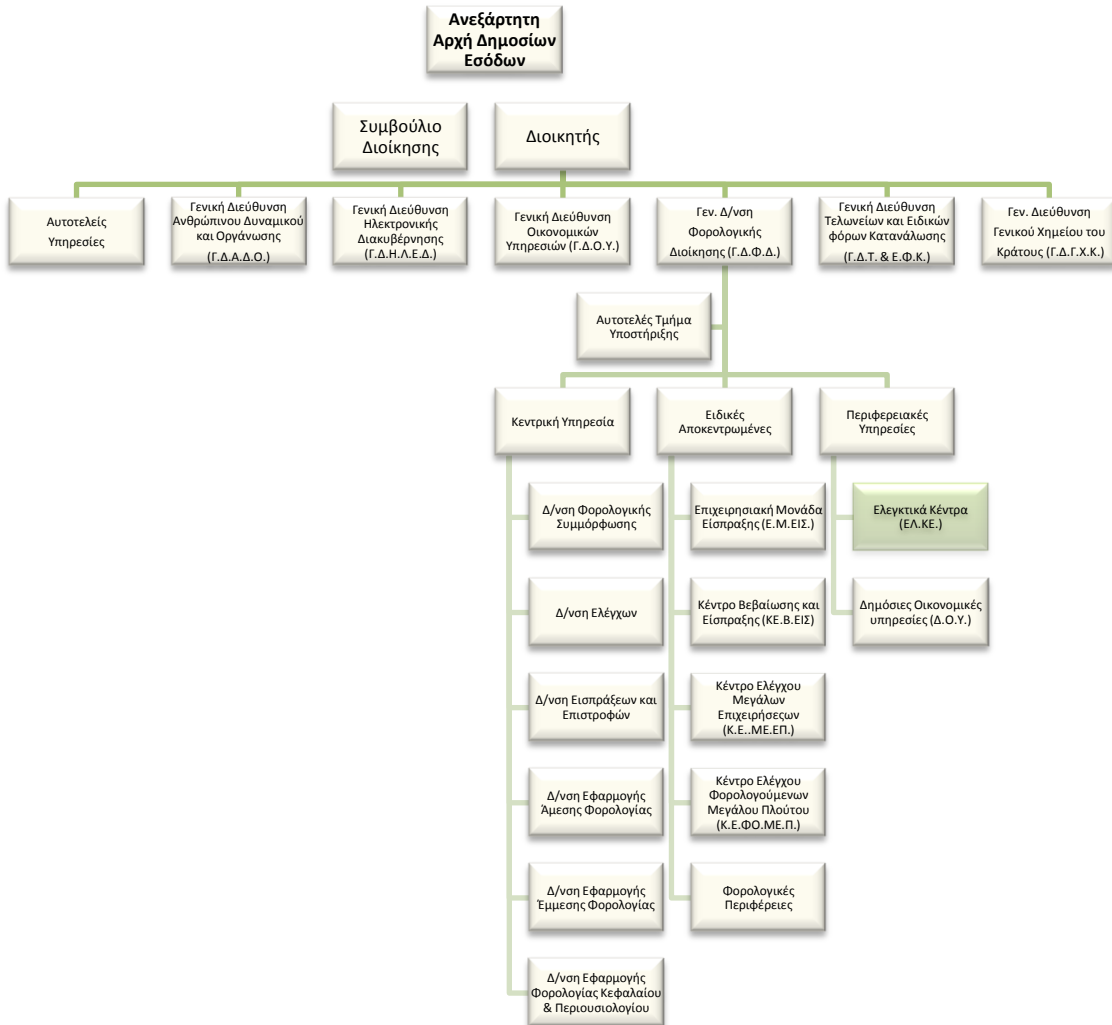 Ανεξάρτητη
Αρχή Δημοσίων
Εσόδων
Συμβούλιο
Διοίκησης
Διοικητής
Αυτοτελείς
Υπηρεσίες
Γενική Διεύθυνση
Ανθρώπινου Δυναμικού
και Οργάνωσης
(Γ.Δ.Α.Δ.Ο.)
Γενική Διεύθυνση
Ηλεκτρονικής
Διακυβέρνησης
(Γ.Δ.Η.Λ.Ε.Δ.)
Γενική Διεύθυνση
Οικονομικών
Υπηρεσιών (Γ.Δ.Ο.Υ.)
Γεν. Δ/νση
Φορολογικής
Διοίκησης (Γ.Δ.Φ.Δ.)
Γενική Διεύθυνση
Τελωνείων και Ειδικών
φόρων Κατανάλωσης
(Γ.Δ.Τ. & Ε.Φ.Κ.)
Γεν. Διεύθυνση
Γενικού Χημείου του
Κράτους (Γ.Δ.Γ.Χ.Κ.)
Αυτοτελές Τμήμα
Υποστήριξης
Κεντρική Υπηρεσία
Ειδικές
Αποκεντρωμένες
Περιφερειακές
Υπηρεσίες
Δ/νση Φορολογικής
Συμμόρφωσης
Επιχειρησιακή Μονάδα
Είσπραξης (Ε.Μ.ΕΙΣ.)
Ελεγκτικά Κέντρα
(ΕΛ.ΚΕ.)
Δ/νση Ελέγχων
Κέντρο Βεβαίωσης και
Είσπραξης (ΚΕ.Β.ΕΙΣ)
Δημόσιες Οικονομικές
υπηρεσίες (Δ.Ο.Υ.)
Δ/νση Εισπράξεων και
Επιστροφών
Κέντρο Ελέγχου
Μεγάλων
Επιχειρήσεςων
(Κ.Ε..ΜΕ.ΕΠ.)
Δ/νση Εφαρμογής
Άμεσης Φορολογίας
Κέντρο Ελέγχου
Φορολογούμενων
Μεγάλου Πλούτου
(Κ.Ε.ΦΟ.ΜΕ.Π.)
Δ/νση Εφαρμογής
Έμμεσης Φορολογίας
Φορολογικές
Περιφέρειες
Δ/νση Εφαρμογής
Φορολογίας Κεφαλαίου
& Περιουσιολογίου